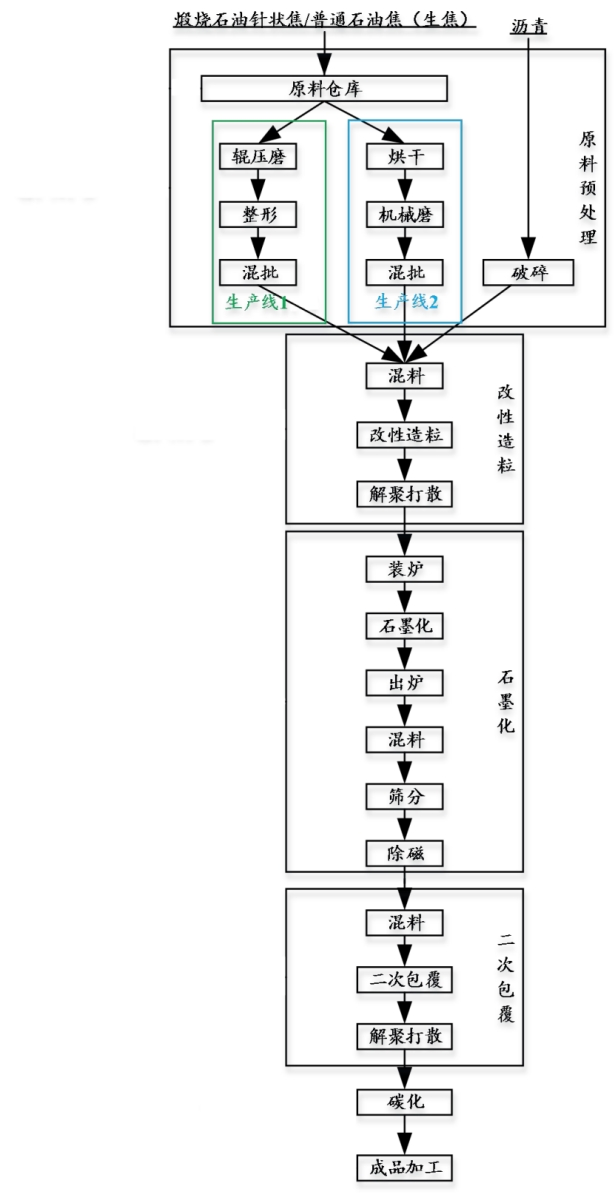 煅烧石油针状焦/普通石油焦（生焦）
沥青
原料仓库
辊压磨
烘干
整形
机械磨
混批
混批
破碎
生产线1
生产线2
原料预处理
混料
改性造粒
解聚打散
改性造粒
装炉
石墨化
出炉
混料
筛分
除磁
石墨化
混料
二次包覆
解聚打散
二次包覆
碳化
成品加工